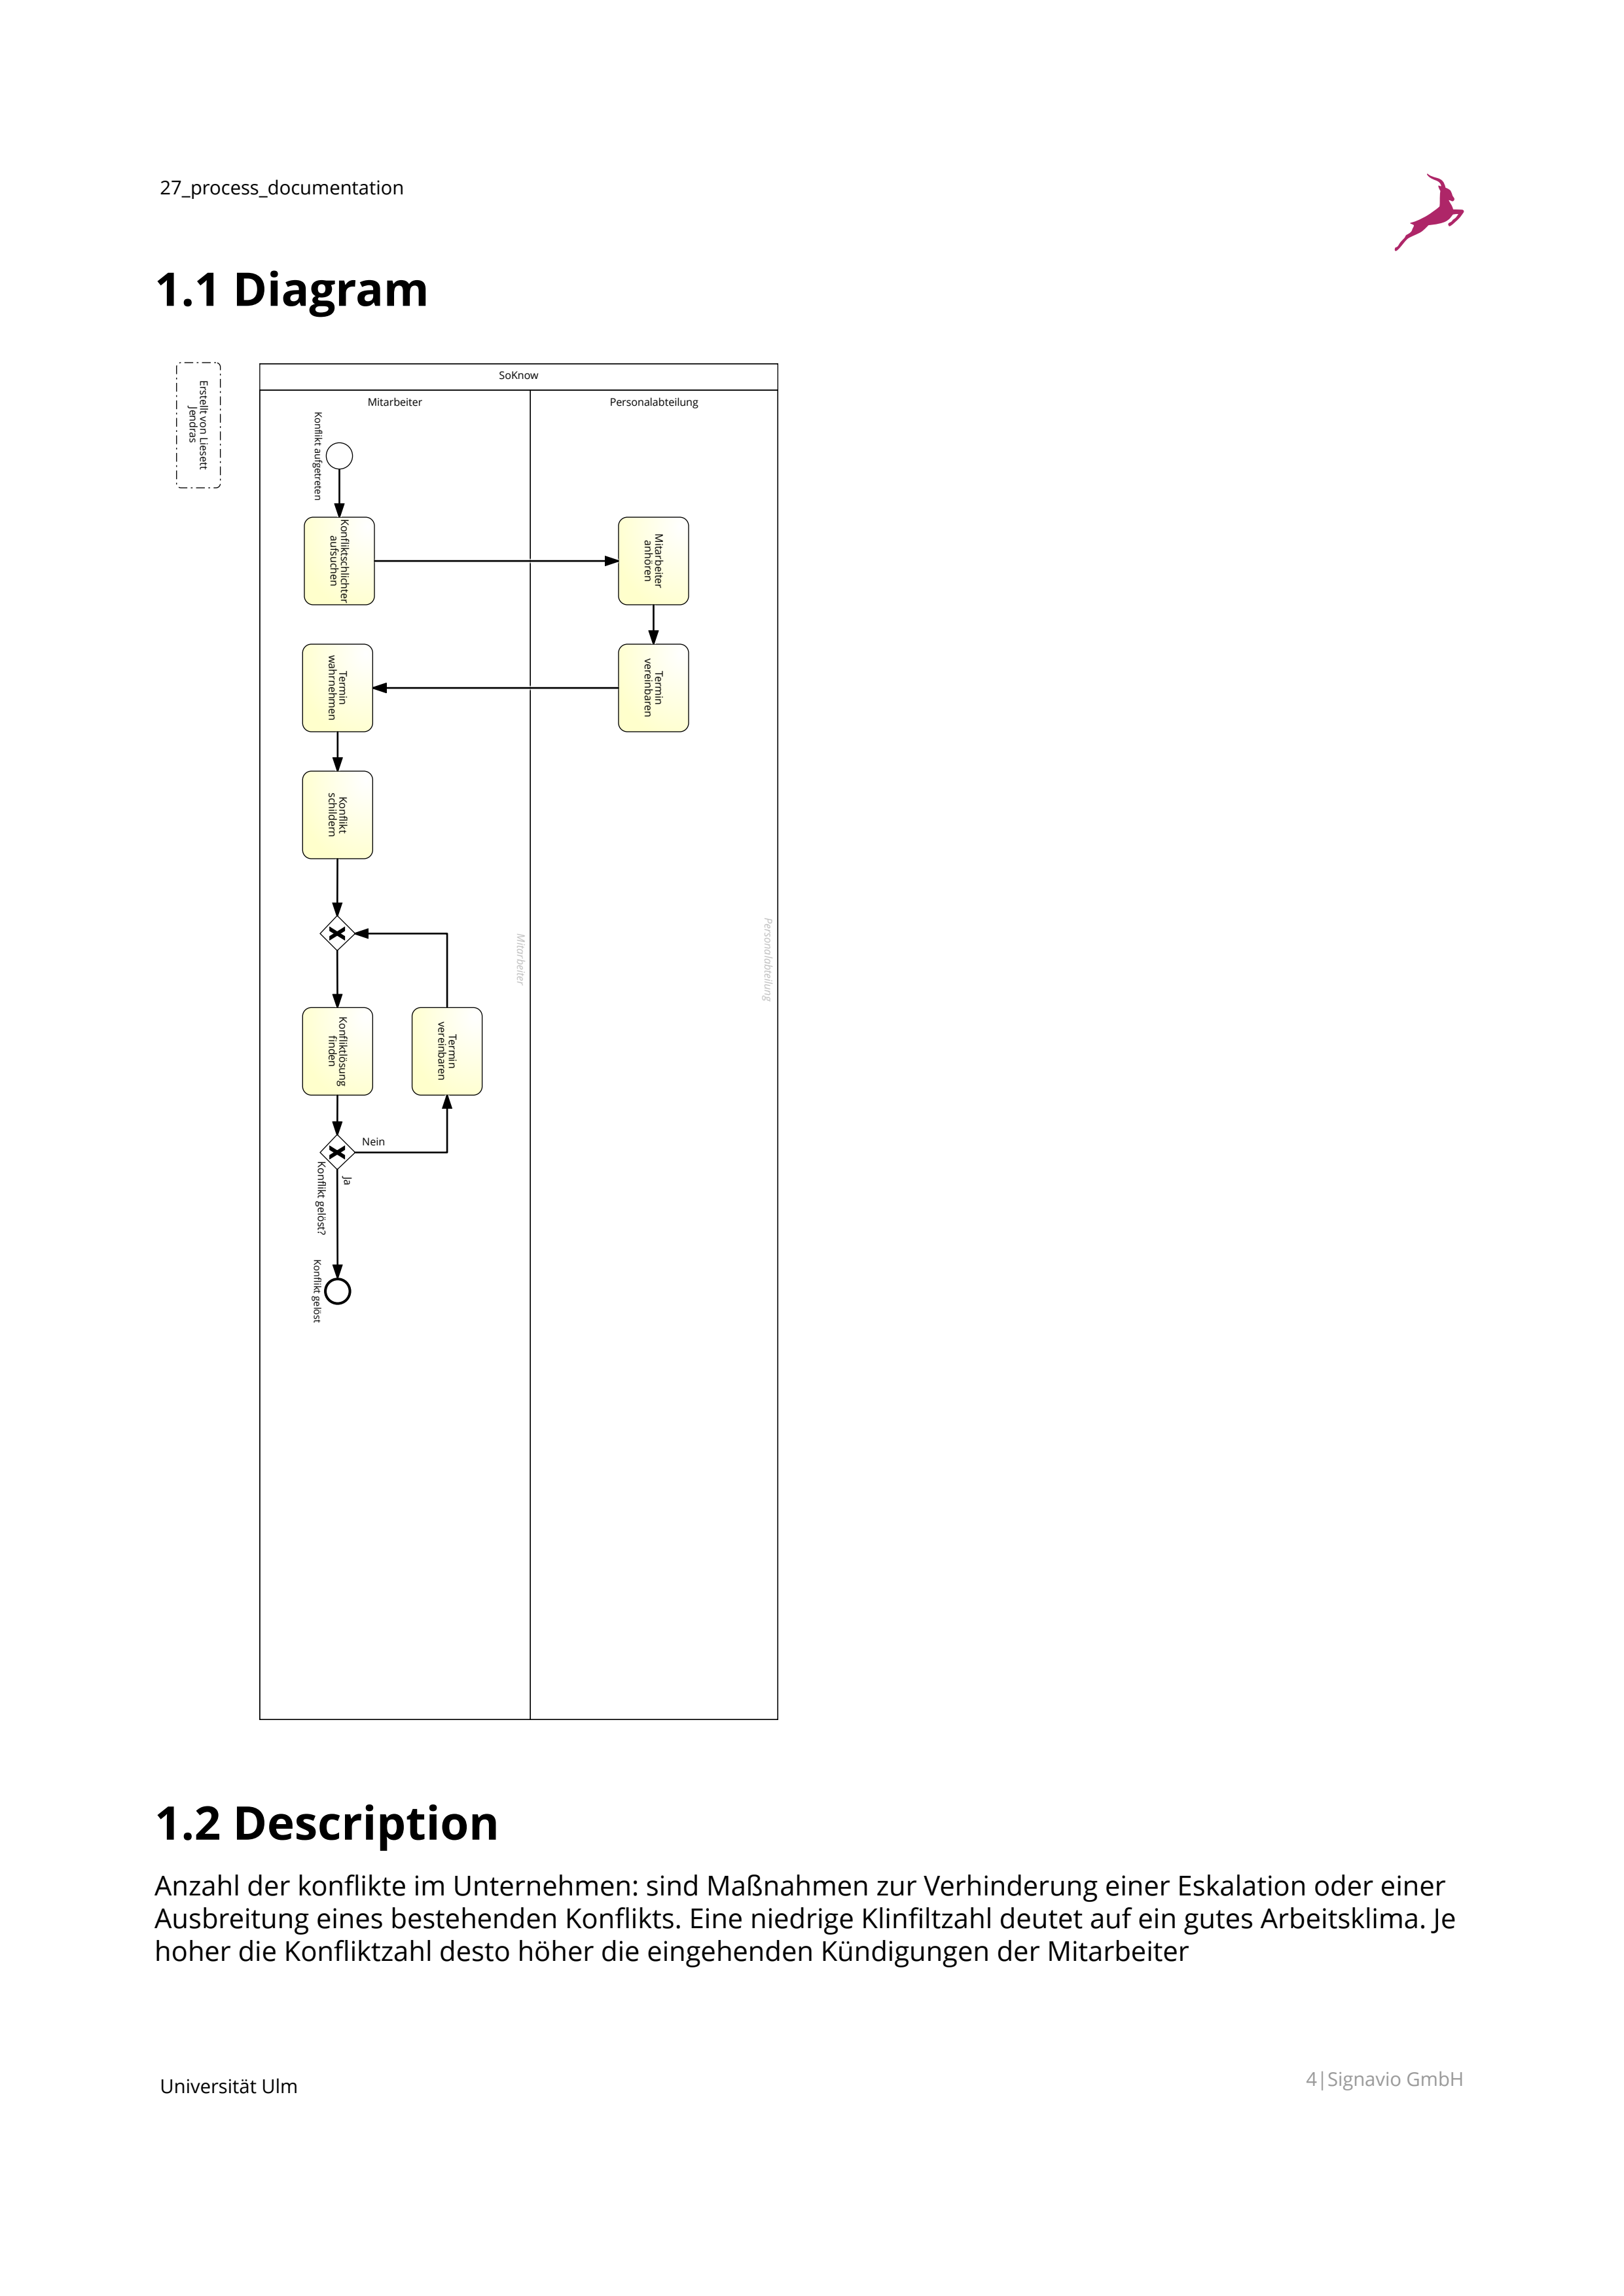 27_process_documentation
1.1 Diagram
Erstellt von Liesett
Jendras
SoKnow
Mitarbeiter
Personalabteilung
Konflikt aufgetreten
Konfliktschlichter
aufsuchen
Mitarbeiter
anhören
Termin
wahrnehmen
Termin
vereinbaren
Konflikt
schildern
Mitarbeiter
Personalabteilung
Konfliktlösung
finden
Termin
vereinbaren
Nein
Ja
Konflikt gelöst?
Konflikt gelöst
1.2 Description
Anzahl der konflikte im Unternehmen: sind Maßnahmen zur Verhinderung einer Eskalation oder einer
Ausbreitung eines bestehenden Konflikts. Eine niedrige Klinfiltzahl deutet auf ein gutes Arbeitsklima. Je
hoher die Konfliktzahl desto höher die eingehenden Kündigungen der Mitarbeiter
Universität Ulm
4|Signavio GmbH